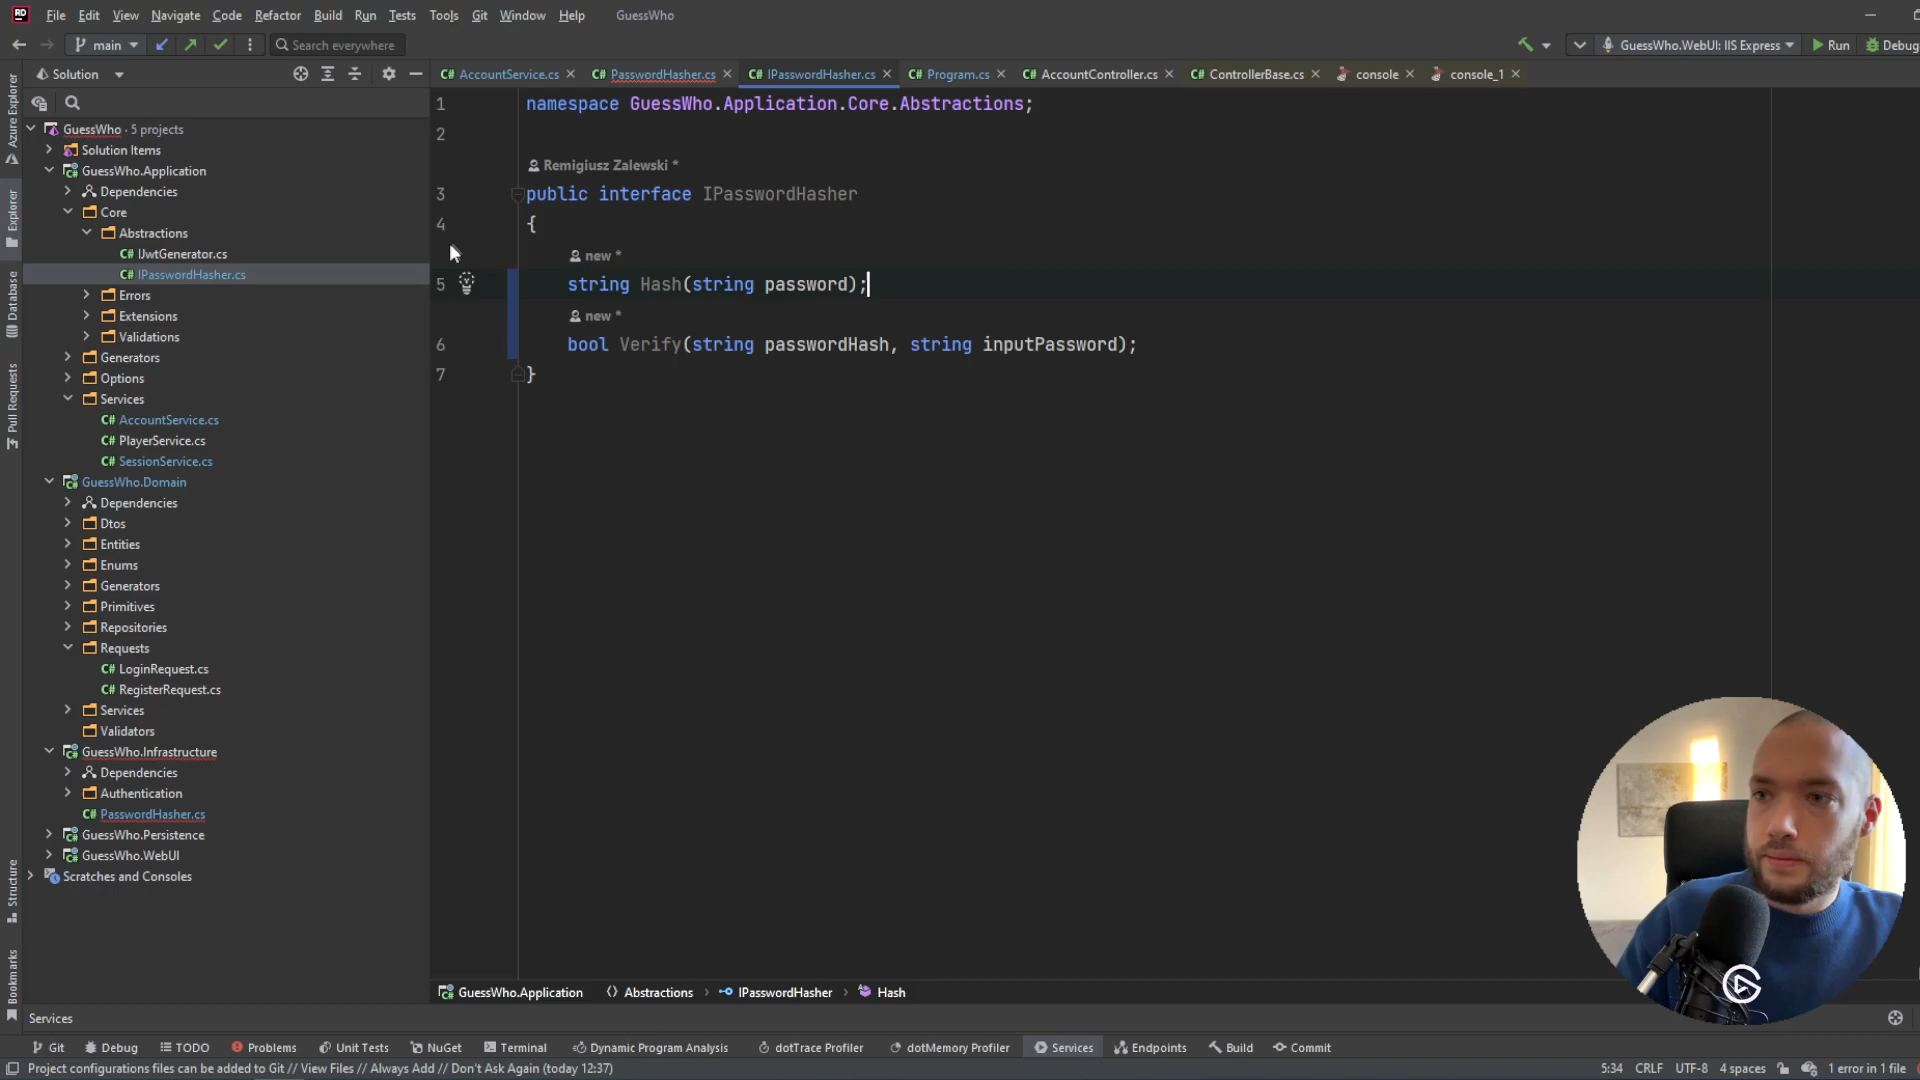 File Edit View Navigate Code Refactor Build Run Tests Tools Git Window Help GuessWho
main Search everywhere GuessWho.WebUI: IIS Express Run Debug
Solution
AccountService.cs PasswordHasher.cs IPasswordHasher.cs Program.cs AccountController.cs ControllerBase.cs console console_1
Azure Explorer
Explorer
Database
Pull Requests
Structure
Bookmarks
GuessWho · 5 projects
Solution Items
GuessWho.Application
Dependencies
Core
Abstractions
IJwtGenerator.cs
IPasswordHasher.cs
Errors
Extensions
Validations
Generators
Options
Services
AccountService.cs
PlayerService.cs
SessionService.cs
GuessWho.Domain
Dependencies
Dtos
Entities
Enums
Generators
Primitives
Repositories
Requests
LoginRequest.cs
RegisterRequest.cs
Services
Validators
GuessWho.Infrastructure
Dependencies
Authentication
PasswordHasher.cs
GuessWho.Persistence
GuessWho.WebUI
Scratches and Consoles
1 namespace GuessWho.Application.Core.Abstractions;
2
Remigiusz Zalewski *
3 public interface IPasswordHasher
4 {
new *
5 string Hash(string password);
new *
6 bool Verify(string passwordHash, string inputPassword);
7 }
GuessWho.Application Abstractions IPasswordHasher Hash
Services
Git Debug TODO Problems Unit Tests NuGet Terminal Dynamic Program Analysis dotTrace Profiler dotMemory Profiler Services Endpoints Build Commit
Project configurations files can be added to Git // View Files // Always Add // Don't Ask Again (today 12:37) 5:34 CRLF UTF-8 4 spaces 1 error in 1 file